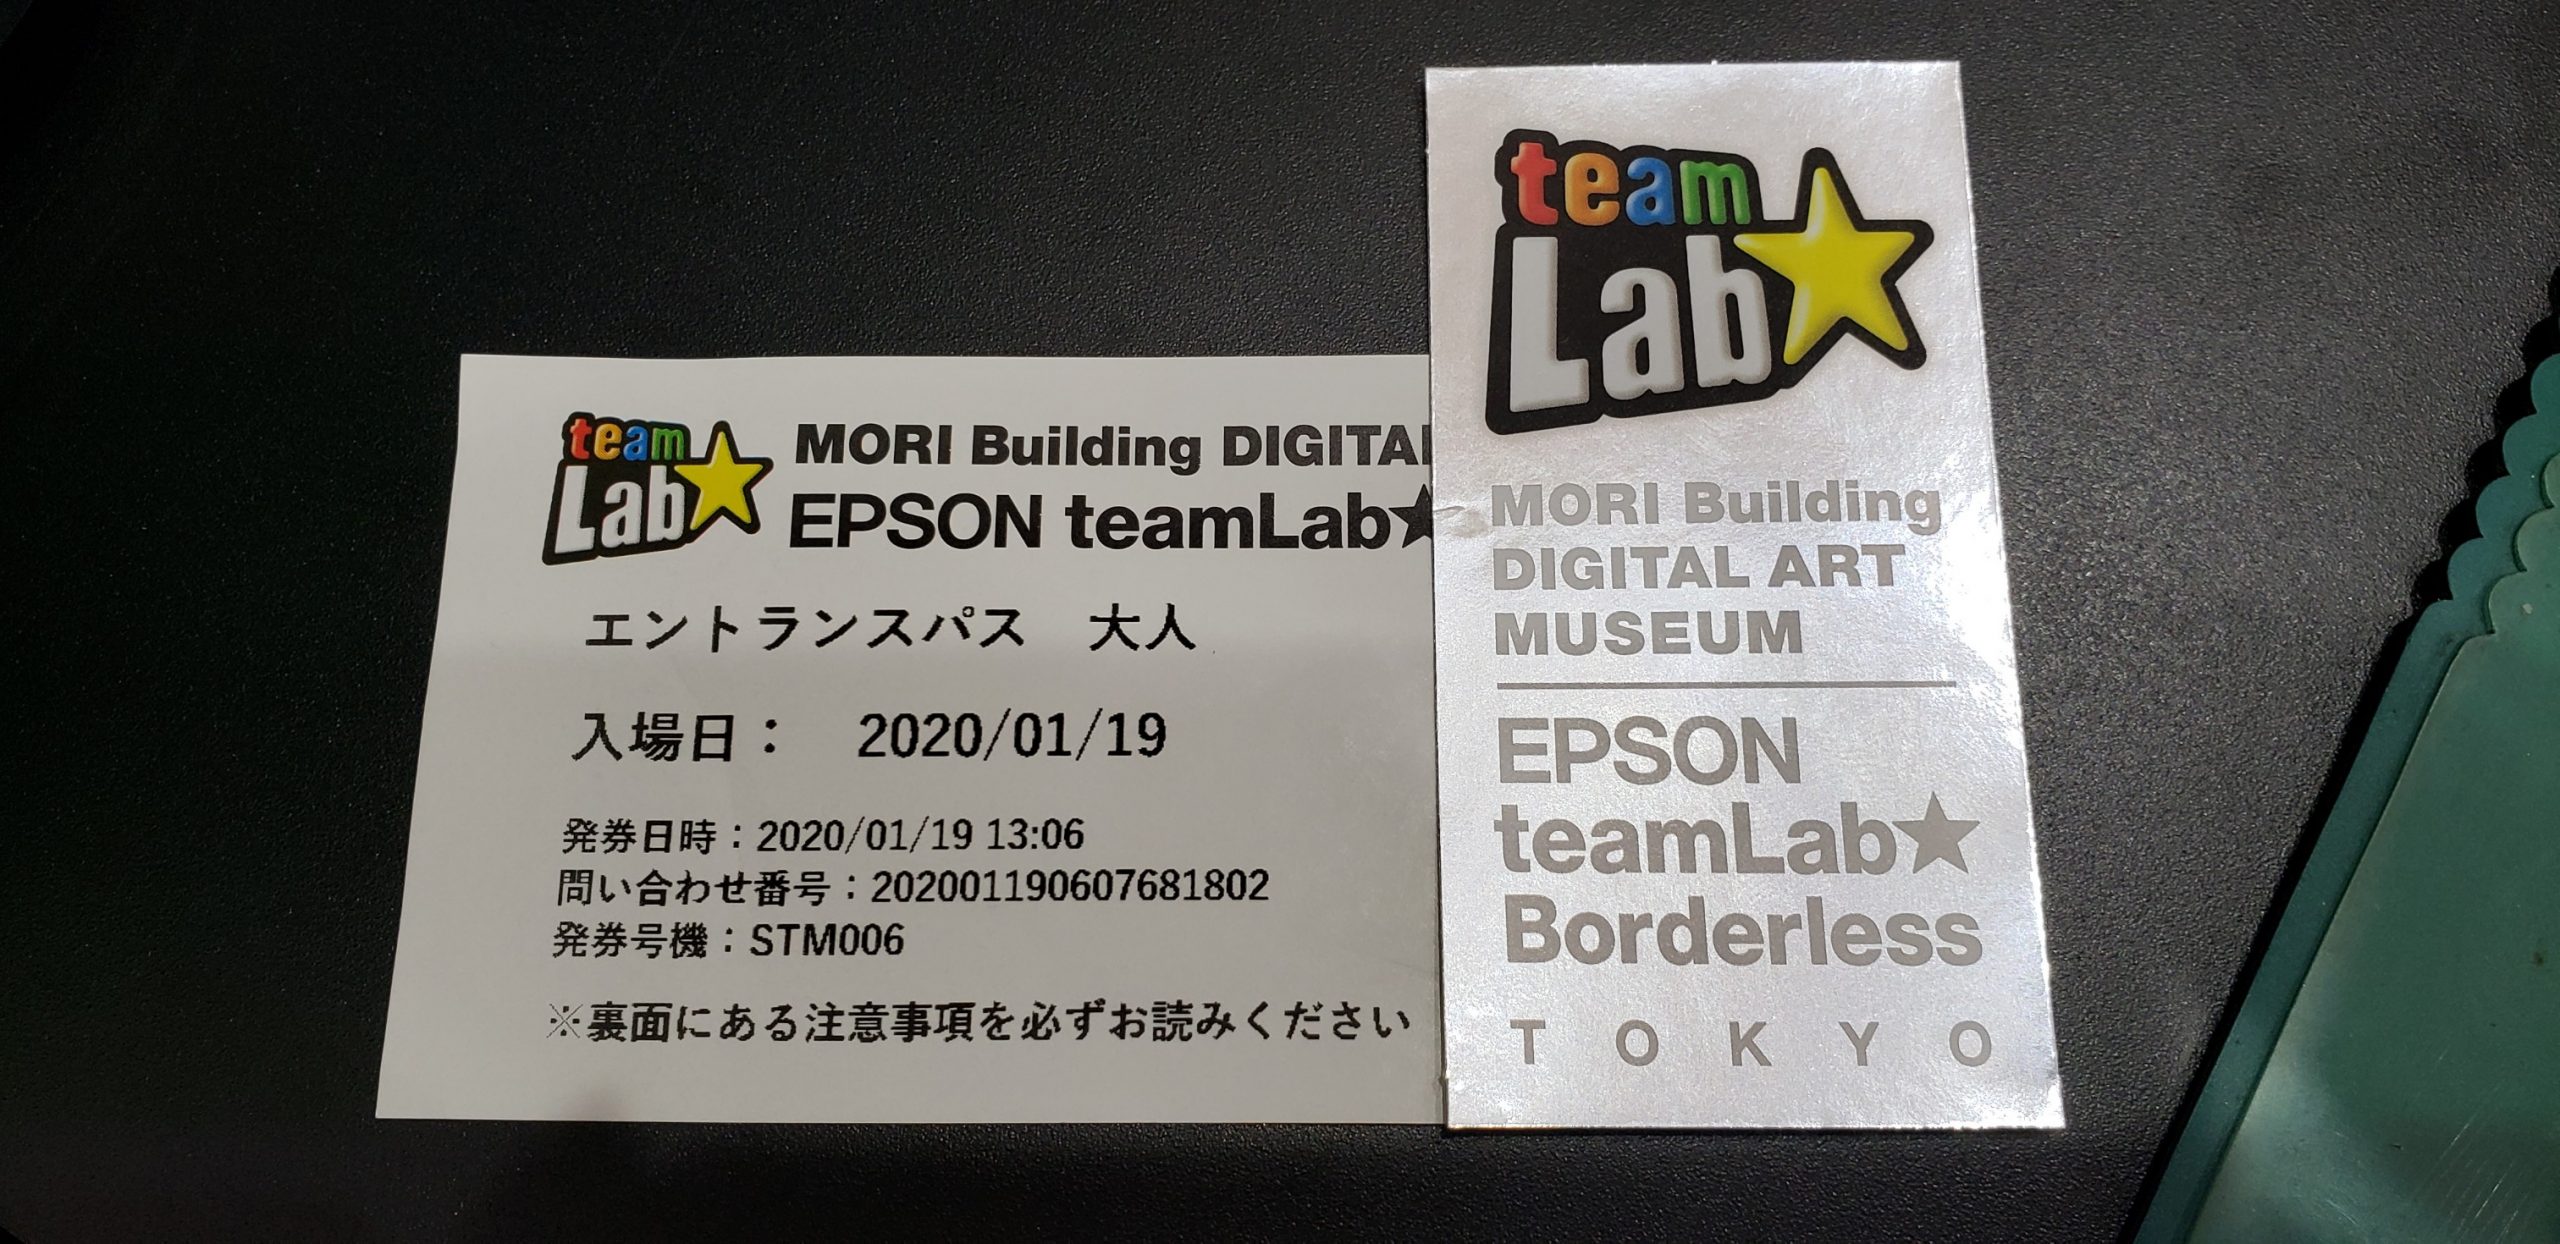 team
Lab★
MORI Building DIGITAL
EPSON teamLab★
エントランスパス 大人
入場日： 2020/01/19
発券日時：2020/01/19 13:06
問い合わせ番号：202001190607681802
発券号機：STM006
※裏面にある注意事項を必ずお読みください
team
Lab★
MORI Building
DIGITAL ART
MUSEUM
EPSON
teamLab★
Borderless
TOKYO